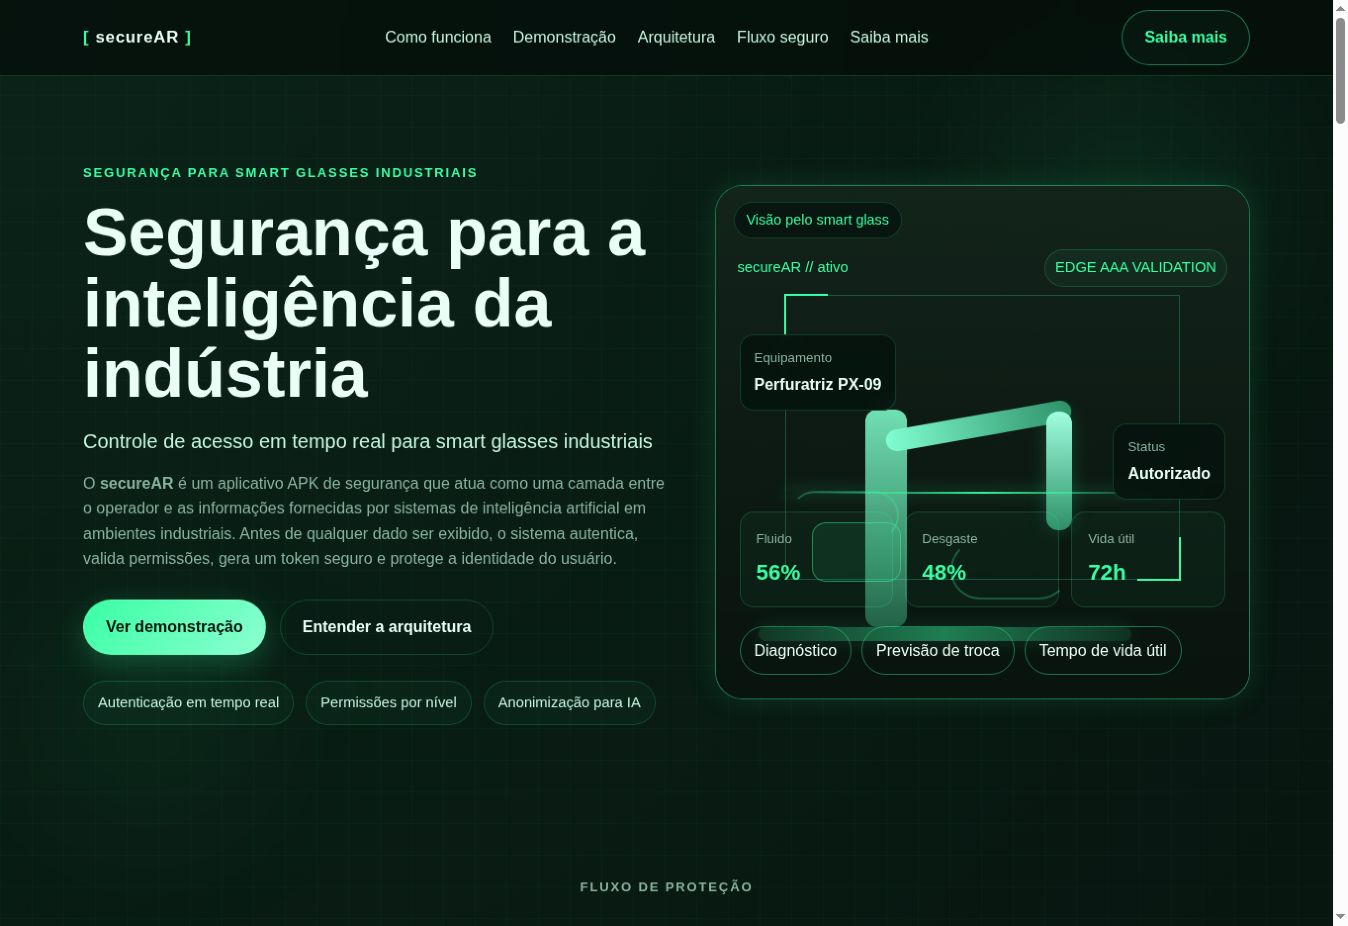 [ secureAR ]
Como funciona
Demonstração
Arquitetura
Fluxo seguro
Saiba mais
Saiba mais
SEGURANÇA PARA SMART GLASSES INDUSTRIAIS
Segurança para a
inteligência da
indústria
Controle de acesso em tempo real para smart glasses industriais
O secureAR é um aplicativo APK de segurança que atua como uma camada entre
o operador e as informações fornecidas por sistemas de inteligência artificial em
ambientes industriais. Antes de qualquer dado ser exibido, o sistema autentica,
valida permissões, gera um token seguro e protege a identidade do usuário.
Ver demonstração
Entender a arquitetura
Autenticação em tempo real
Permissões por nível
Anonimização para IA
Visão pelo smart glass
secureAR // ativo
EDGE AAA VALIDATION
Equipamento
Perfuratriz PX-09
Status
Autorizado
Fluido
56%
Desgaste
48%
Vida útil
72h
Diagnóstico
Previsão de troca
Tempo de vida útil
FLUXO DE PROTEÇÃO